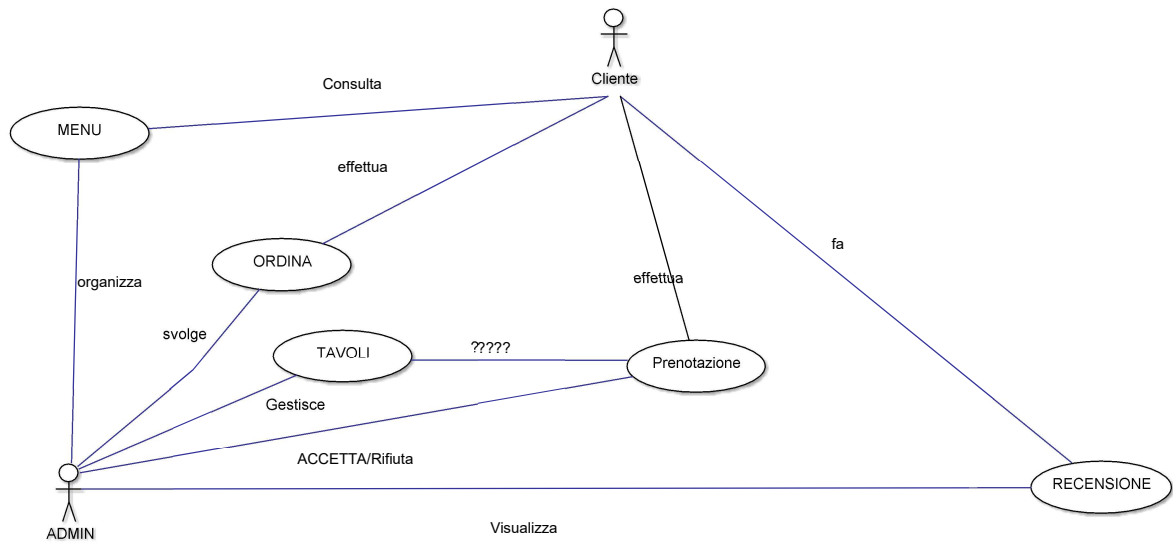 Cliente
Consulta
MENU
effettua
fa
ORDINA
effettua
organizza
svolge
TAVOLI
?????
Prenotazione
Gestisce
ACCETTA/Rifiuta
RECENSIONE
ADMIN
Visualizza